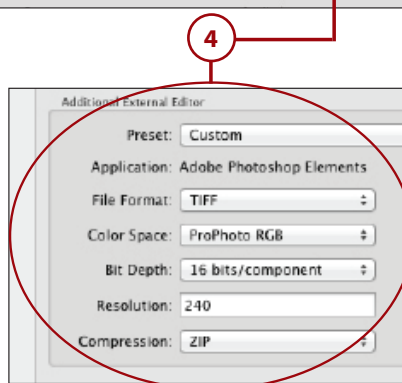 4
Additional External Editor
Preset: Custom
Application: Adobe Photoshop Elements
File Format: TIFF
Color Space: ProPhoto RGB
Bit Depth: 16 bits/component
Resolution: 240
Compression: ZIP